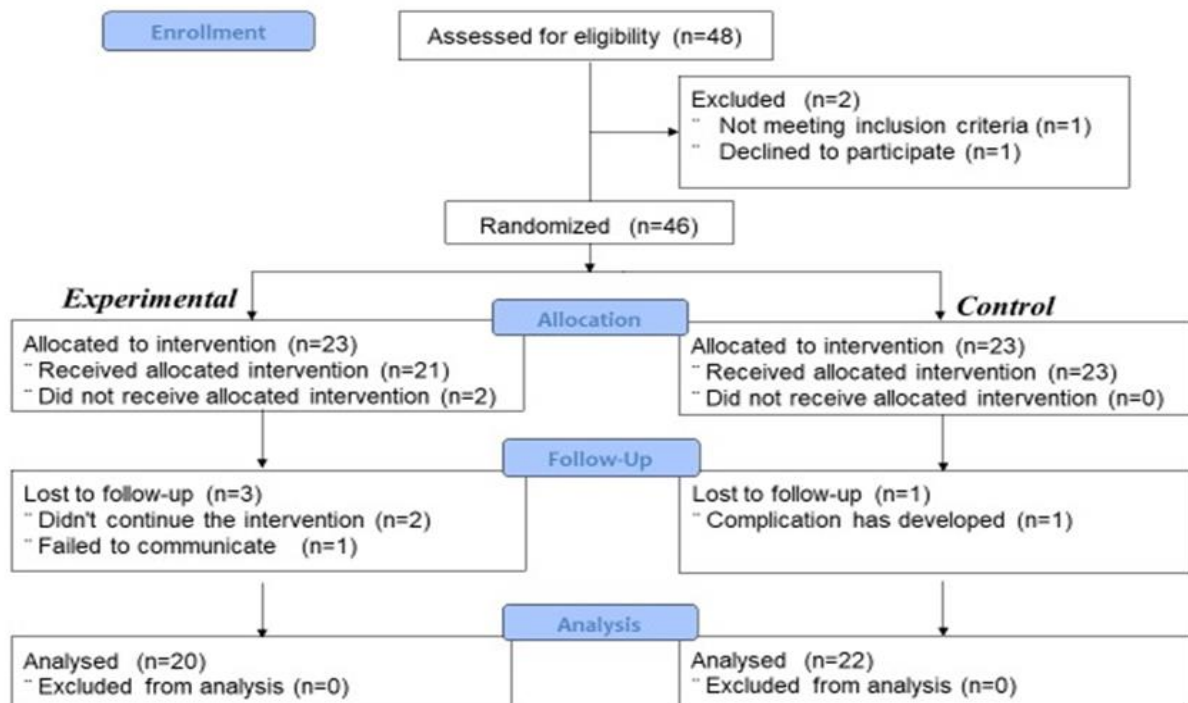 Enrollment
Assessed for eligibility (n=48)
Excluded (n=2)
¨ Not meeting inclusion criteria (n=1)
¨ Declined to participate (n=1)
Randomized (n=46)
Experimental
Control
Allocation
Allocated to intervention (n=23)
¨ Received allocated intervention (n=21)
¨ Did not receive allocated intervention (n=2)
Allocated to intervention (n=23)
¨ Received allocated intervention (n=23)
¨ Did not receive allocated intervention (n=0)
Follow-Up
Lost to follow-up (n=3)
¨ Didn't continue the intervention (n=2)
¨ Failed to communicate (n=1)
Lost to follow-up (n=1)
¨ Complication has developed (n=1)
Analysis
Analysed (n=20)
¨ Excluded from analysis (n=0)
Analysed (n=22)
¨ Excluded from analysis (n=0)